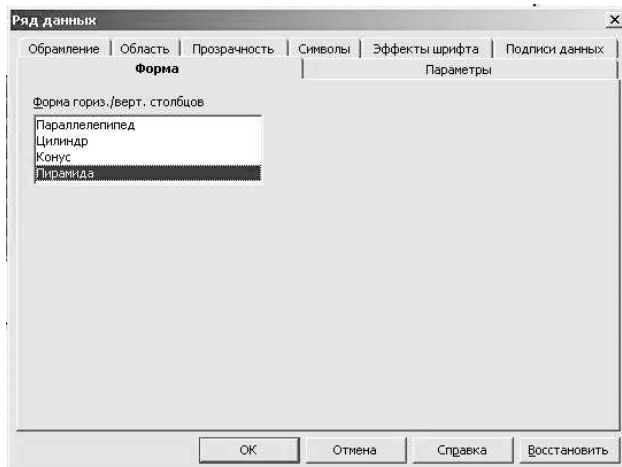 Ряд данных
Обрамление Область Прозрачность Символы Эффекты шрифта Подписи данных
Форма Параметры
Форма гориз./верт. столбцов
Параллелепипед
Цилиндр
Конус
Пирамида
OK Отмена Справка Восстановить